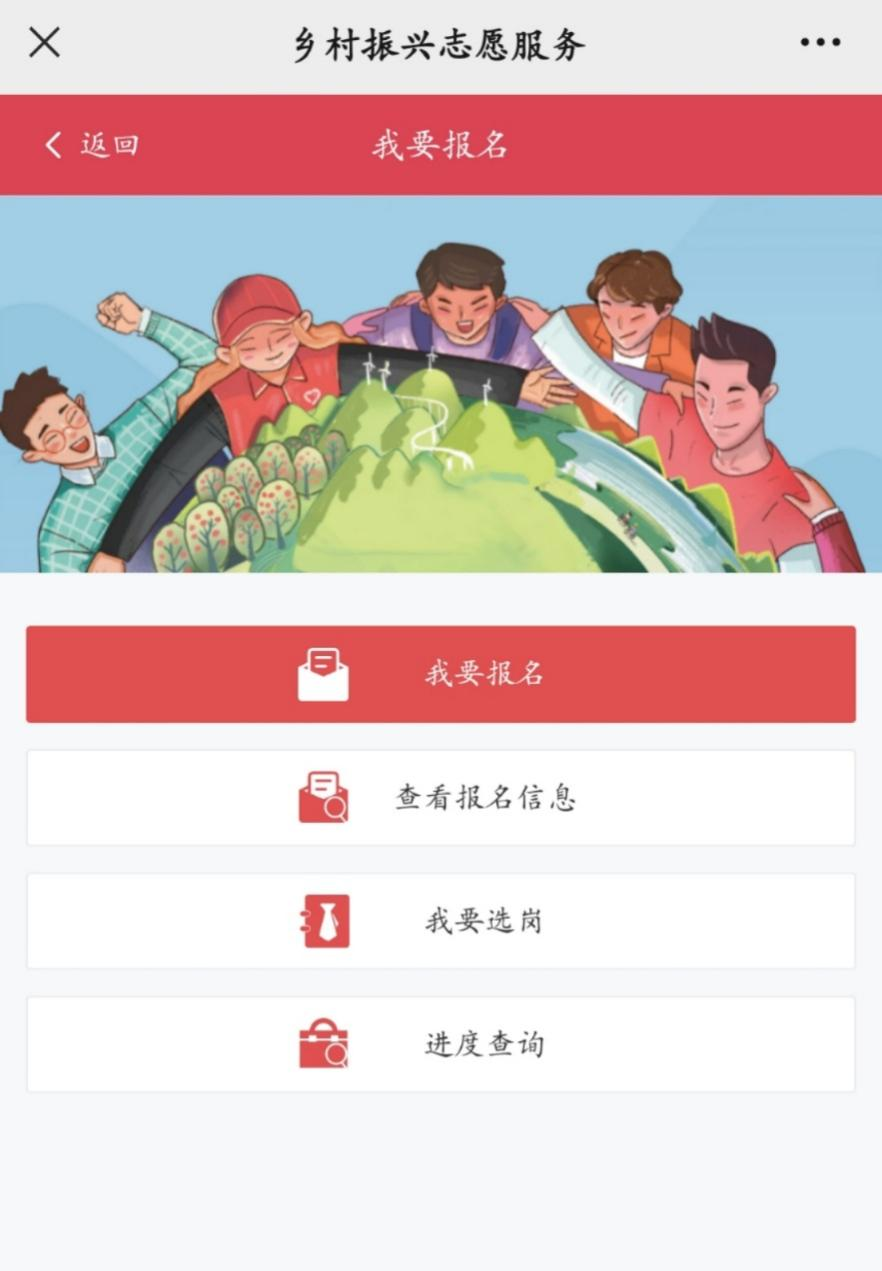 乡村振兴志愿服务
返回 我要报名
我要报名
查看报名信息
我要选岗
进度查询